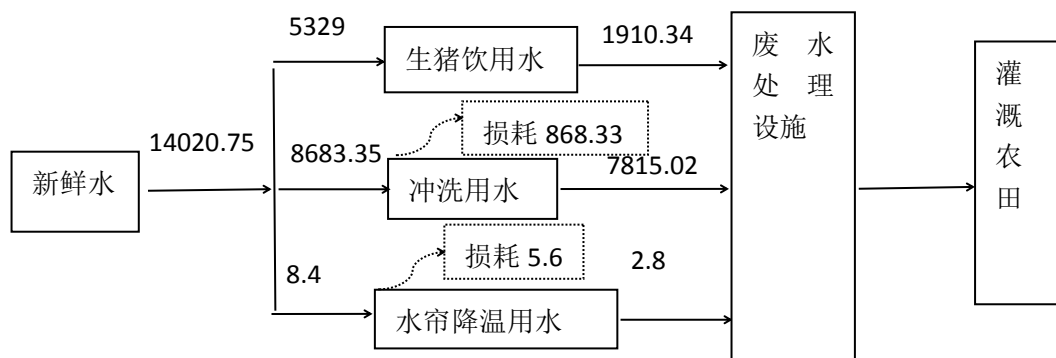 5329
生猪饮用水
1910.34
废水
处理
设施
灌
溉
农
田
14020.75
新鲜水
8683.35
损耗 868.33
冲洗用水
7815.02
损耗 5.6
8.4
水帘降温用水
2.8